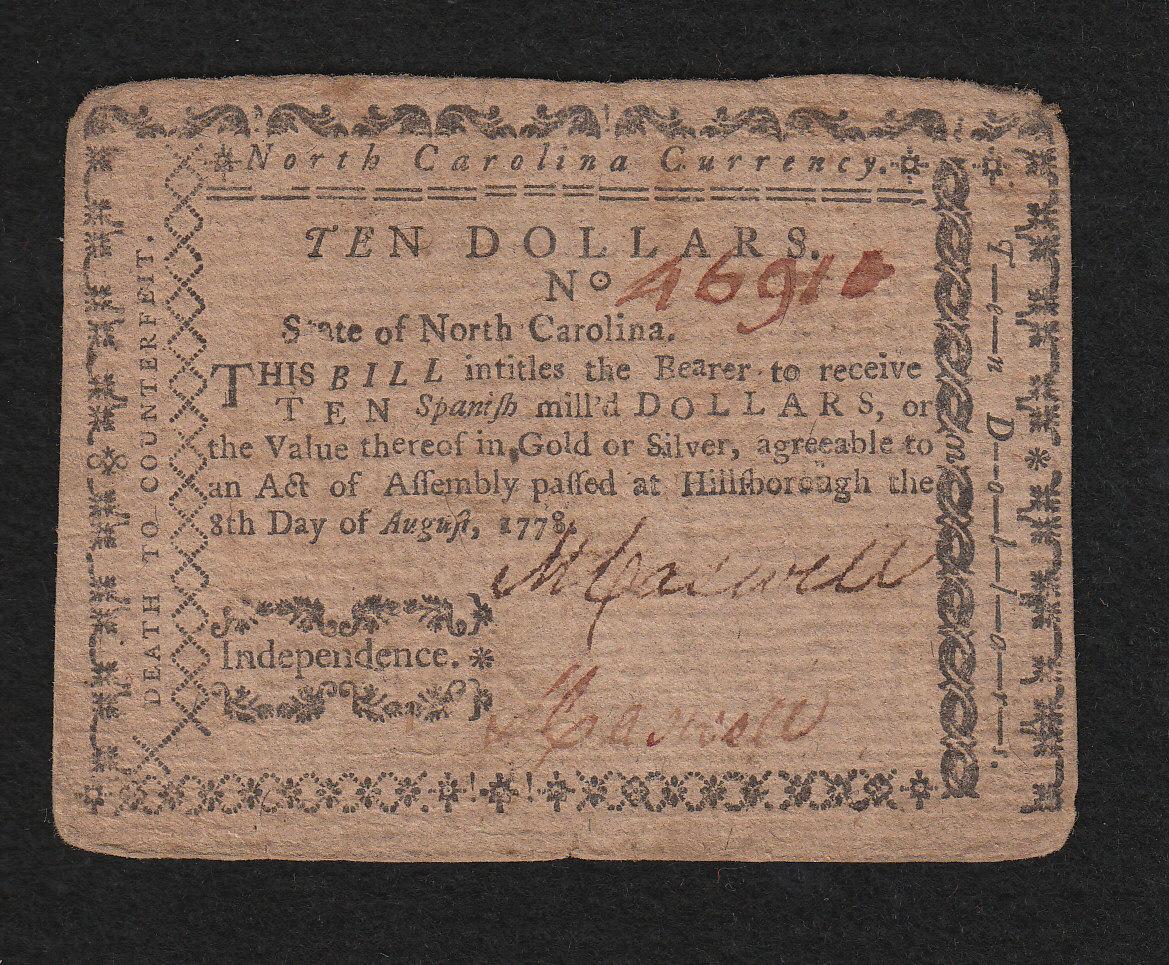 North Carolina Currency.
TEN DOLLARS.
No
State of North Carolina.
THIS BILL intitles the Bearer to receive
TEN Spaniſh mill'd DOLLARS, or
the Value thereof in Gold or Silver, agreeable to
an Act of Aſſembly paſſed at Hillſborough the
8th Day of Auguſt, 1778.
M Caswell
Independence.
Caswell
DEATH TO COUNTERFEIT.
T—e—n D—o—l—l—a—r—s.